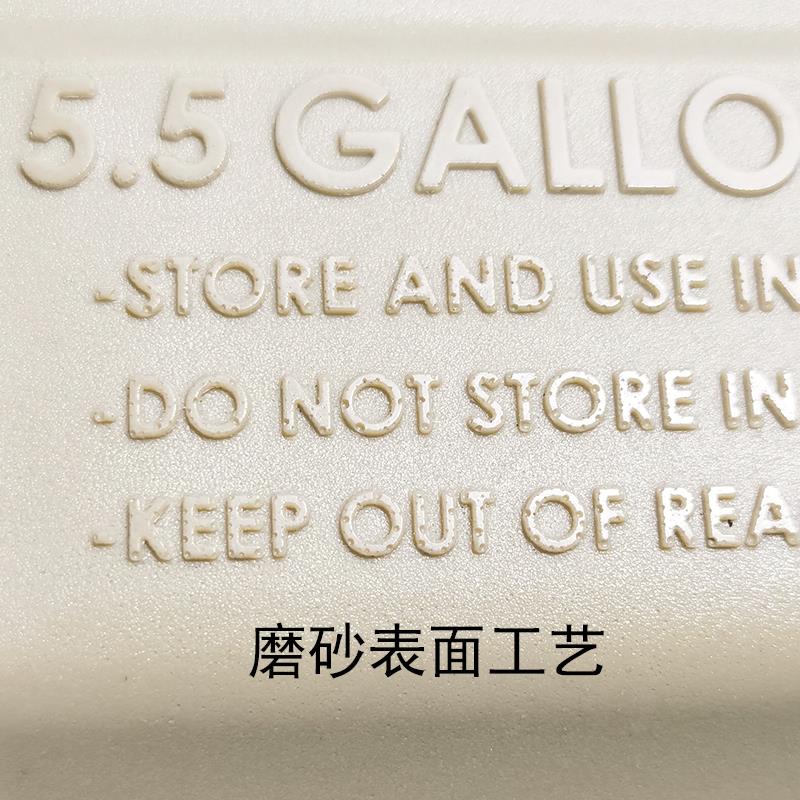 5.5 GALLO
-STORE AND USE IN
-DO NOT STORE IN
-KEEP OUT OF REA
磨砂表面工艺